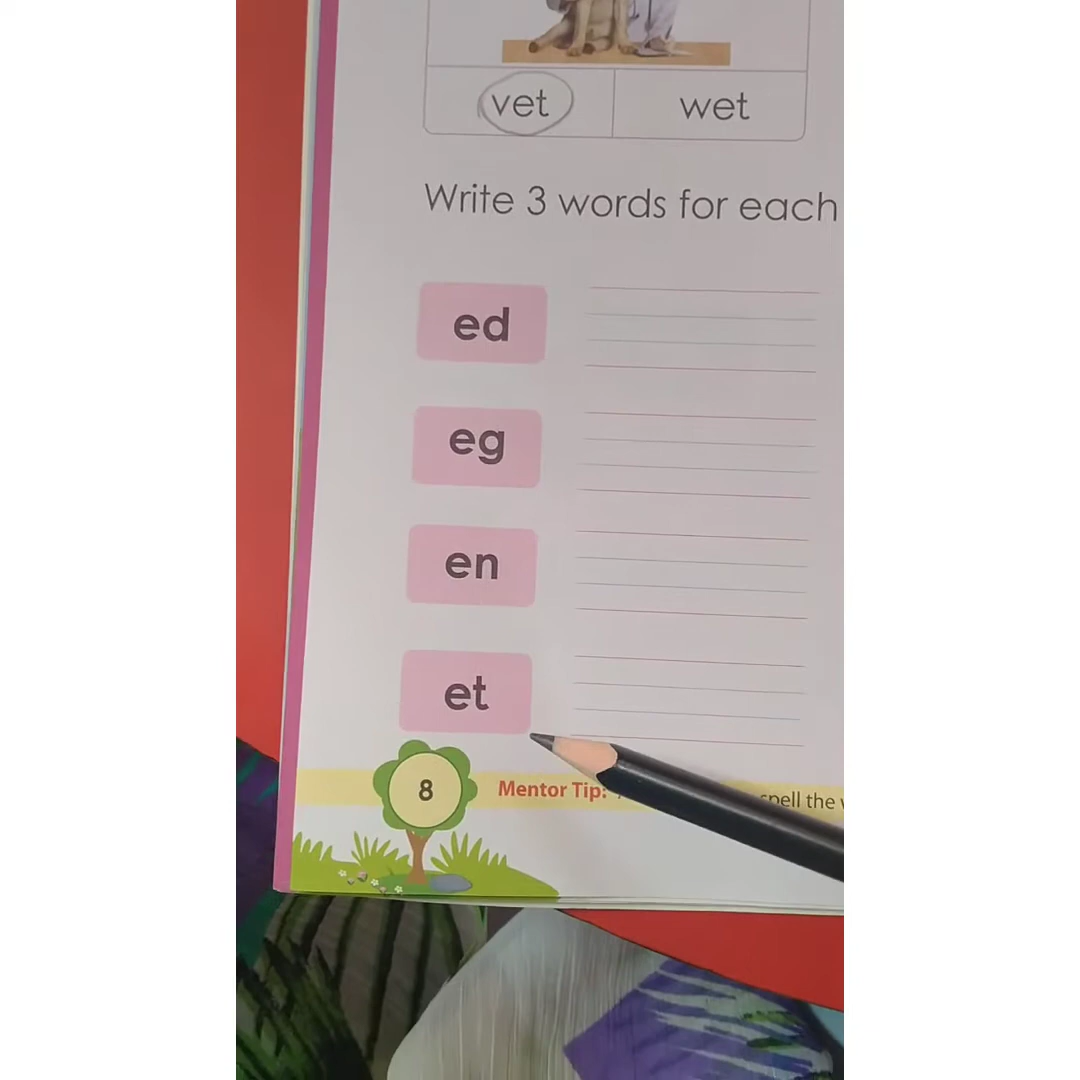 vet wet
Write 3 words for each
ed
eg
en
et
8 Mentor Tip: spell the